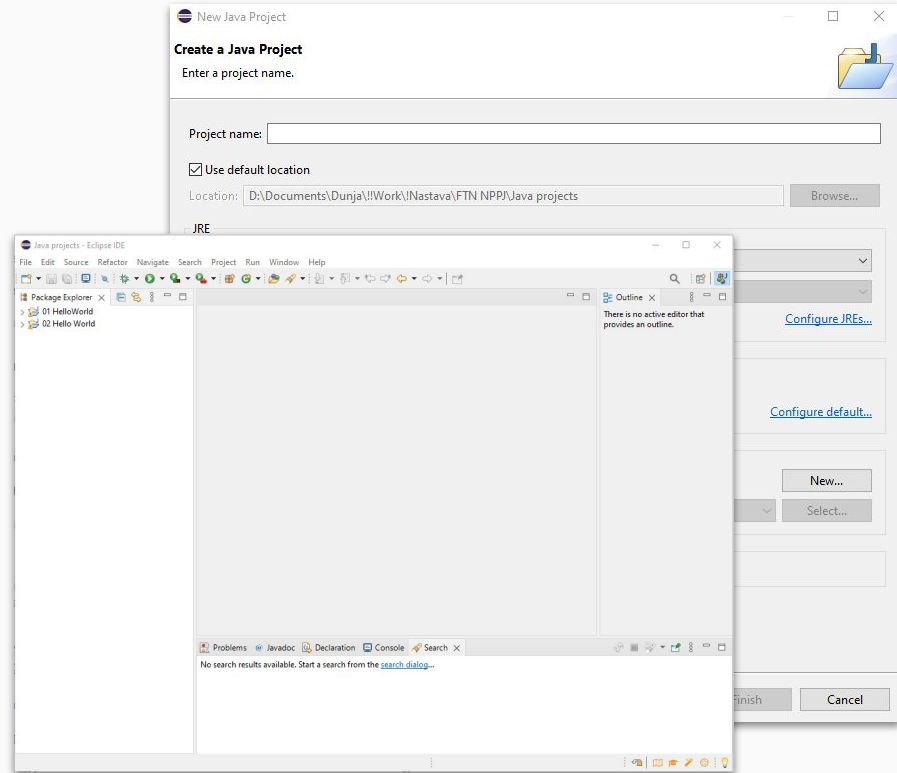 New Java Project
Create a Java Project
Enter a project name.
Project name:
Use default location
Location: D:\Documents\Dunja\!!Work\!Nastava\FTN NPPJ\Java projects Browse...
JRE
Configure JREs...
Configure default...
New...
Select...
Finish Cancel
Java projects - Eclipse IDE
File Edit Source Refactor Navigate Search Project Run Window Help
Package Explorer
01 HelloWorld
02 Hello World
Outline
There is no active editor that
provides an outline.
Problems Javadoc Declaration Console Search
No search results available. Start a search from the search dialog...